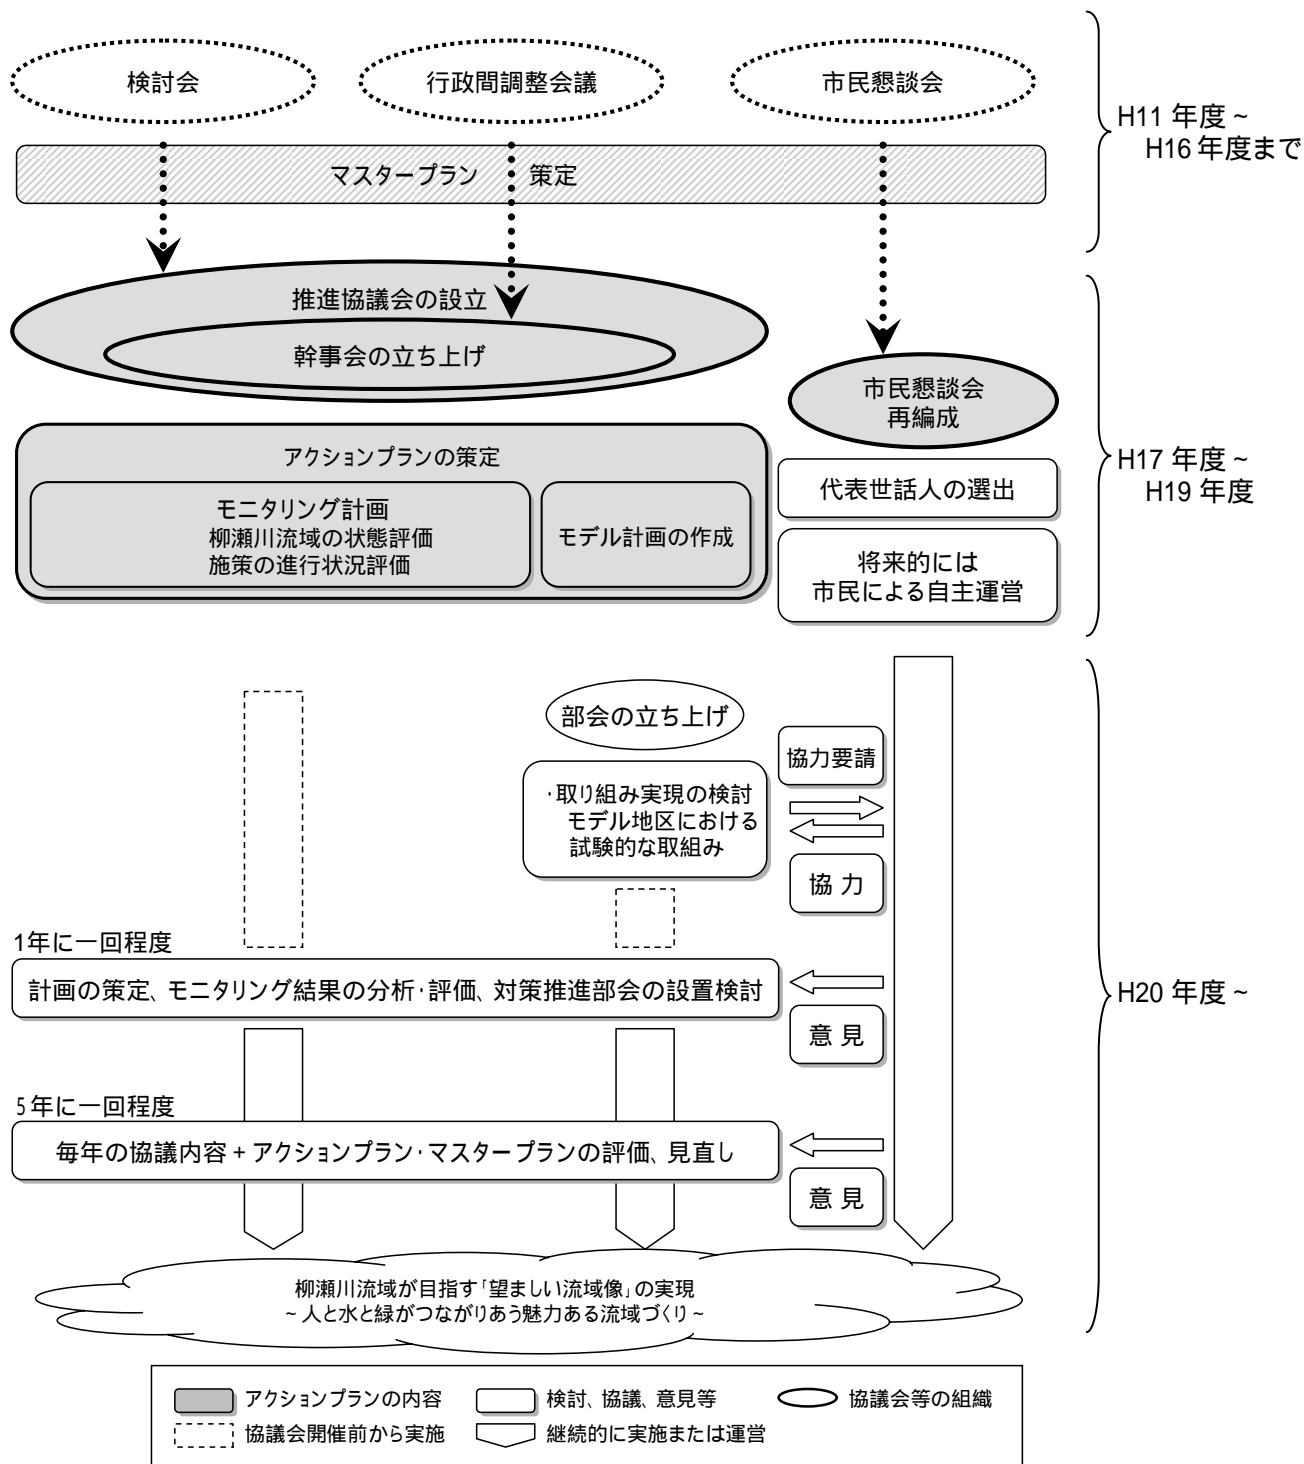 検討会
行政間調整会議
市民懇談会
H11 年度 ~
H16 年度まで
マスタープラン 策定
推進協議会の設立
幹事会の立ち上げ
市民懇談会
再編成
アクションプランの策定
モニタリング計画
柳瀬川流域の状態評価
施策の進行状況評価
モデル計画の作成
代表世話人の選出
将来的には
市民による自主運営
H17 年度 ~
H19 年度
部会の立ち上げ
協力要請
・取り組み実現の検討
モデル地区における
試験的な取組み
協 力
1年に一回程度
計画の策定、モニタリング結果の分析・評価、対策推進部会の設置検討
意 見
H20 年度 ~
5年に一回程度
毎年の協議内容 + アクションプラン・マスタープランの評価、見直し
意 見
柳瀬川流域が目指す「望ましい流域像」の実現
~ 人と水と緑がつながりあう魅力ある流域づくり ~
アクションプランの内容
検討、協議、意見等
協議会等の組織
協議会開催前から実施
継続的に実施または運営